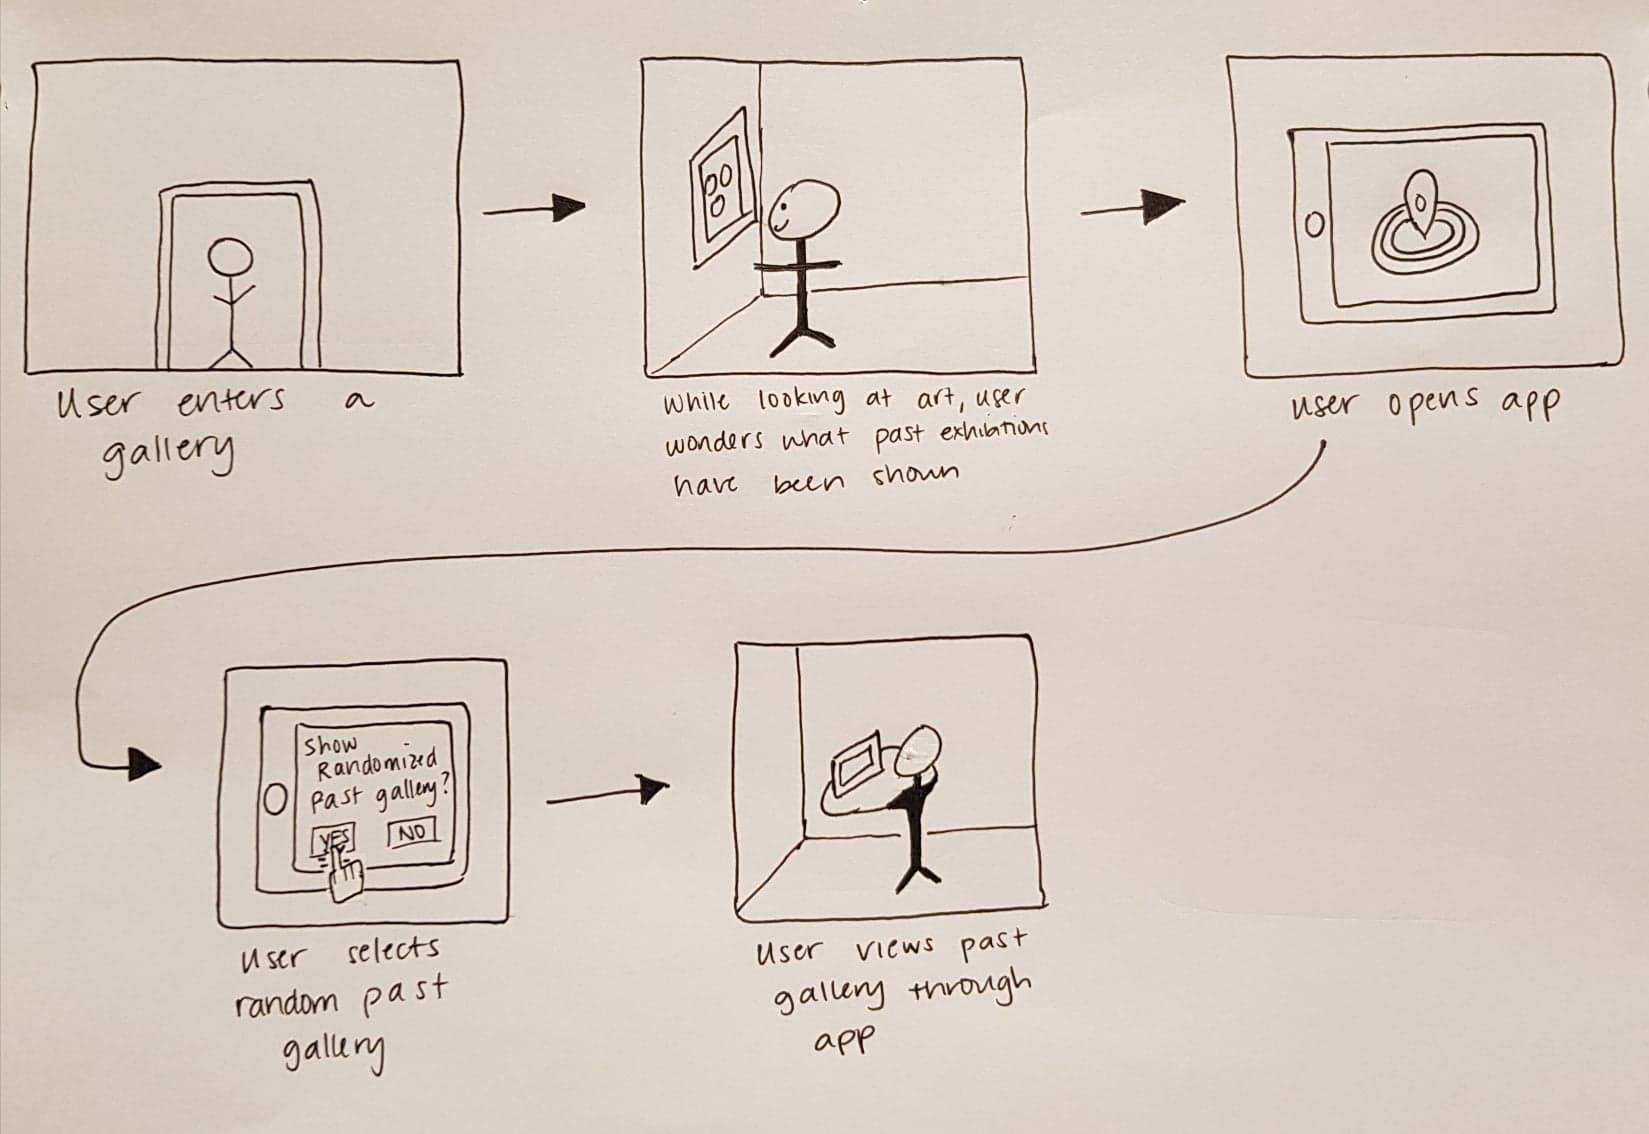 User enters a
gallery
While looking at art, user
wonders what past exhibitions
have been shown
user opens app
Show
Randomized
Past gallery?
YES
NO
User selects
random past
gallery
User views past
gallery through
app